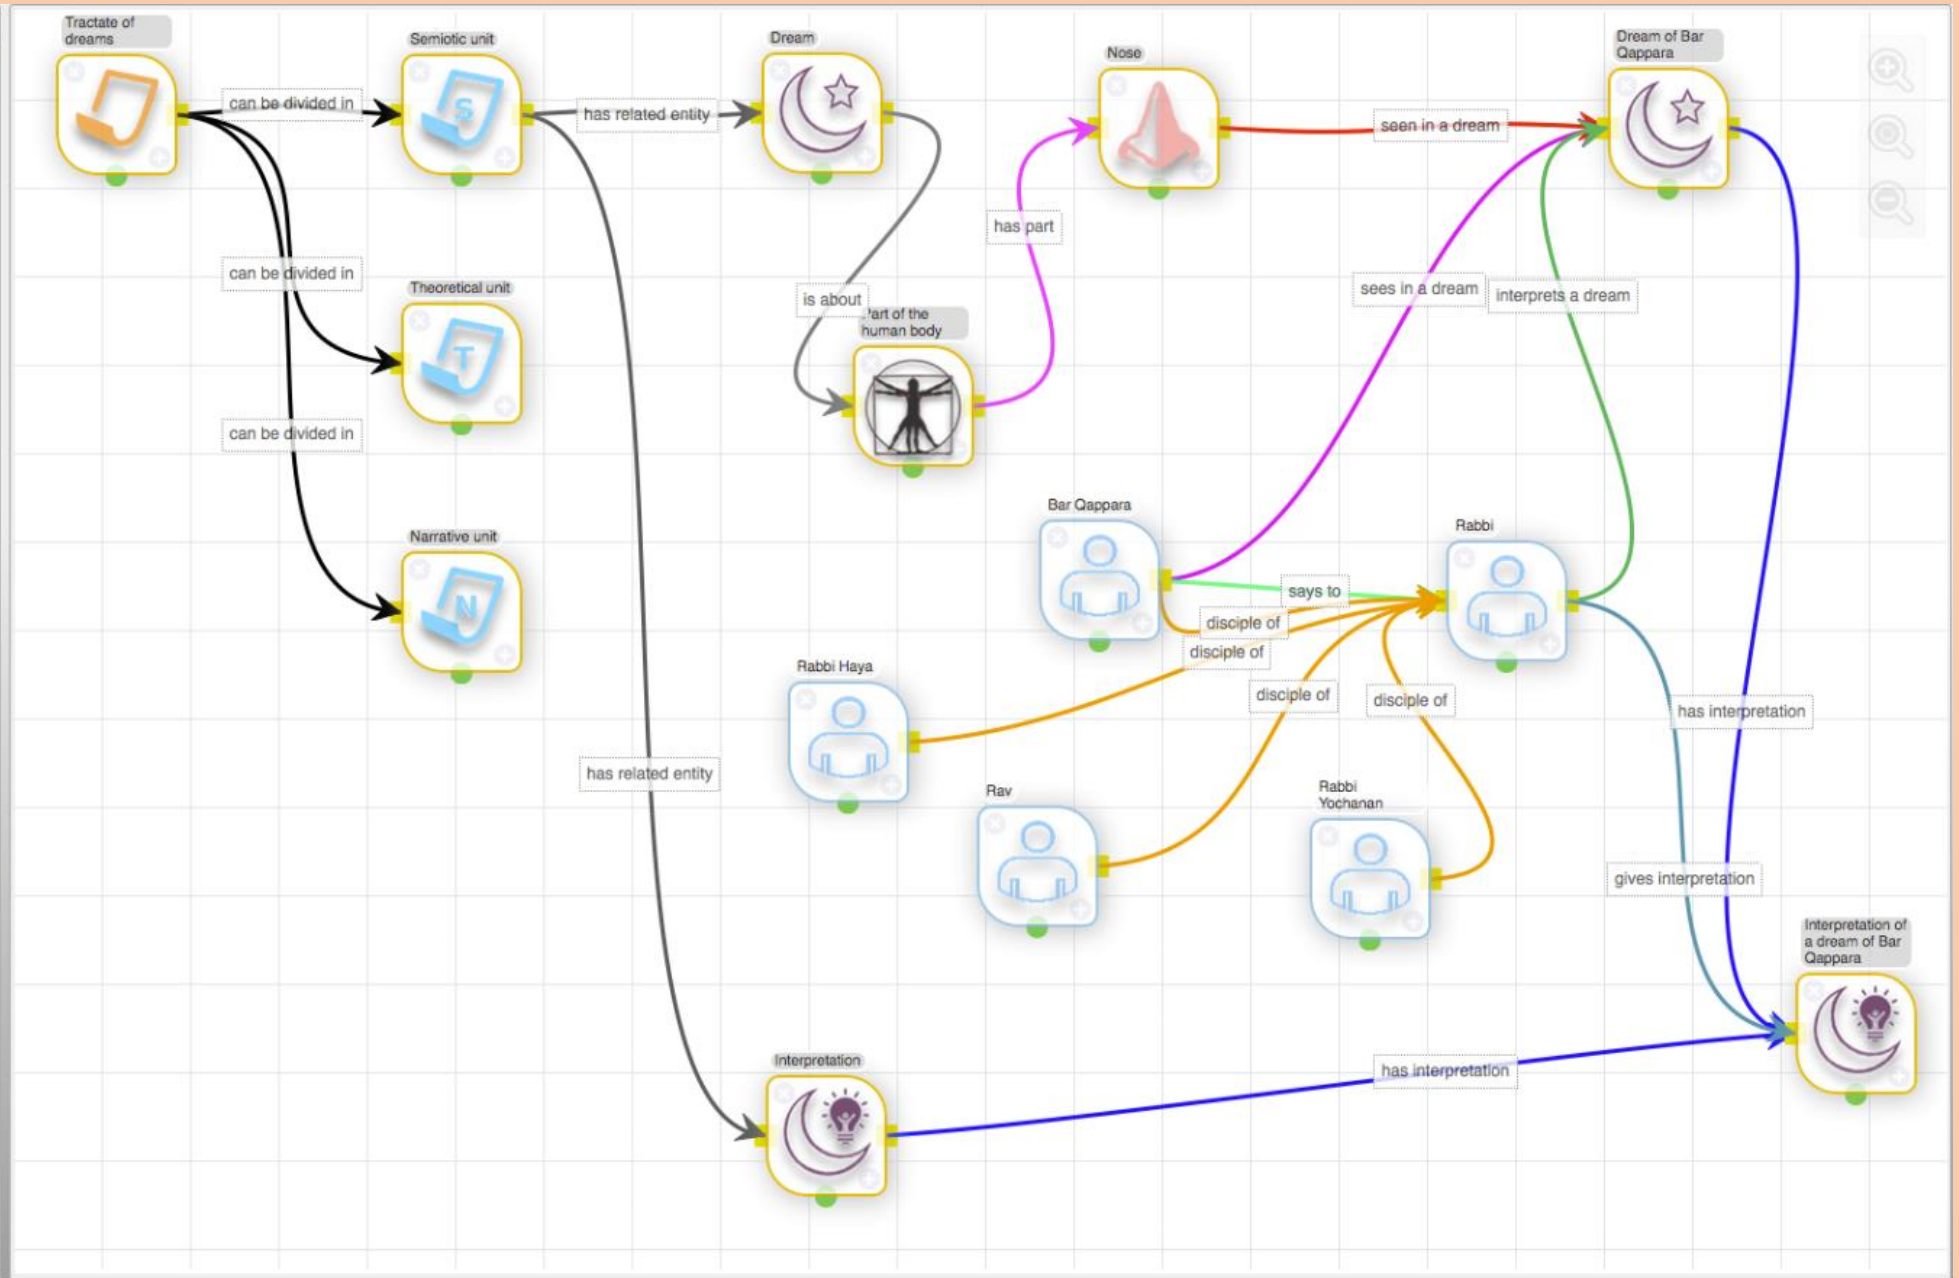 Tractate of
dreams
Semiotic unit
Dream
Nose
Dream of Bar
Qappara
can be divided in
S
has related entity
seen in a dream
has part
can be divided in
Theoretical unit
is about
sees in a dream
interprets a dream
Part of the
human body
T
can be divided in
Bar Qappara
Rabbi
Narrative unit
says to
N
disciple of
disciple of
Rabbi Haya
disciple of
disciple of
has interpretation
has related entity
Rav
Rabbi
Yochanan
gives interpretation
Interpretation of
a dream of Bar
Qappara
Interpretation
has interpretation